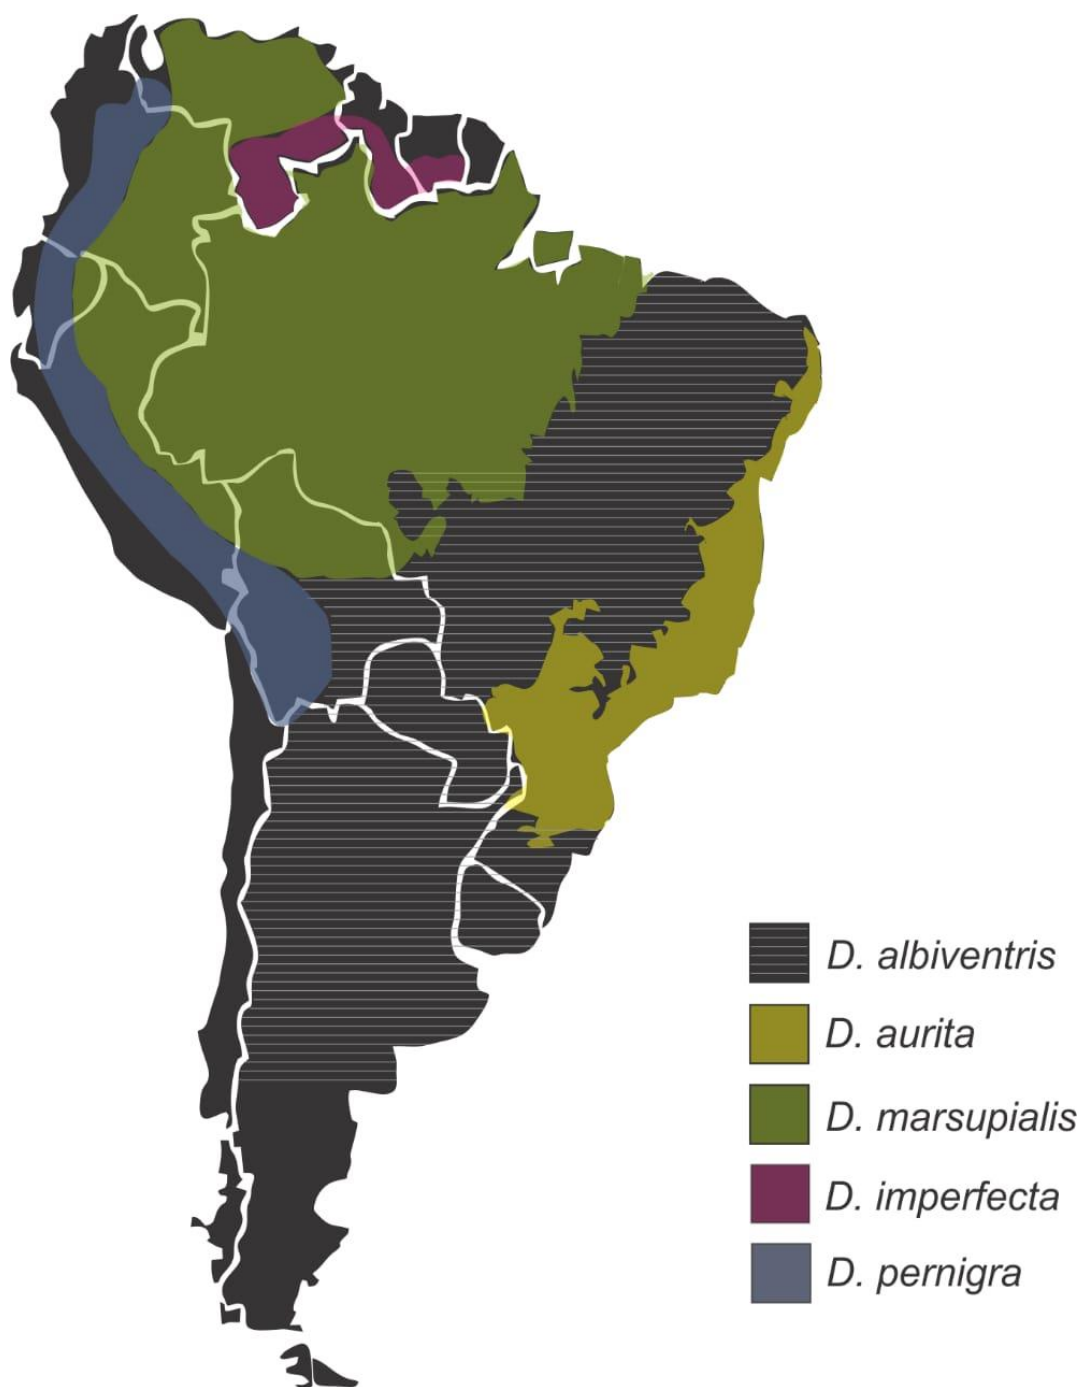 D. albiventris
D. aurita
D. marsupialis
D. imperfecta
D. pernigra